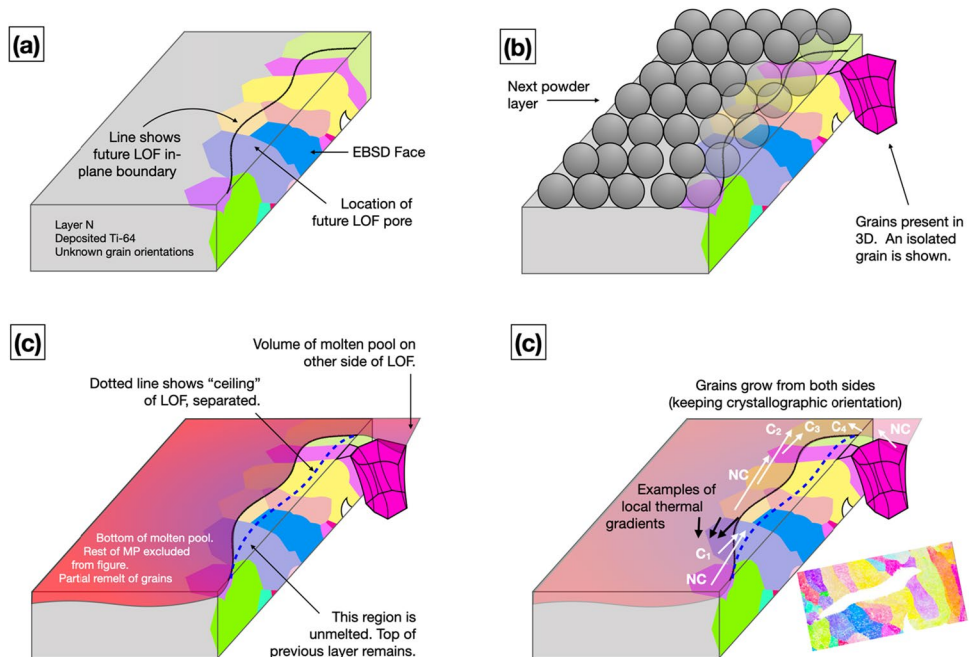 (a)
Line shows
future LOF in-
plane boundary
EBSD Face
Location of
future LOF pore
Layer N
Deposited Ti-64
Unknown grain orientations
(b)
Next powder
layer
Grains present in
3D. An isolated
grain is shown.
(c)
Volume of molten pool on
other side of LOF.
Dotted line shows “ceiling”
of LOF, separated.
Bottom of molten pool.
Rest of MP excluded
from figure.
Partial remelt of grains
This region is
unmelted. Top of
previous layer remains.
(c)
Grains grow from both sides
(keeping crystallographic orientation)
C2
C3
C4
NC
NC
Examples of
local thermal
gradients
C1
NC